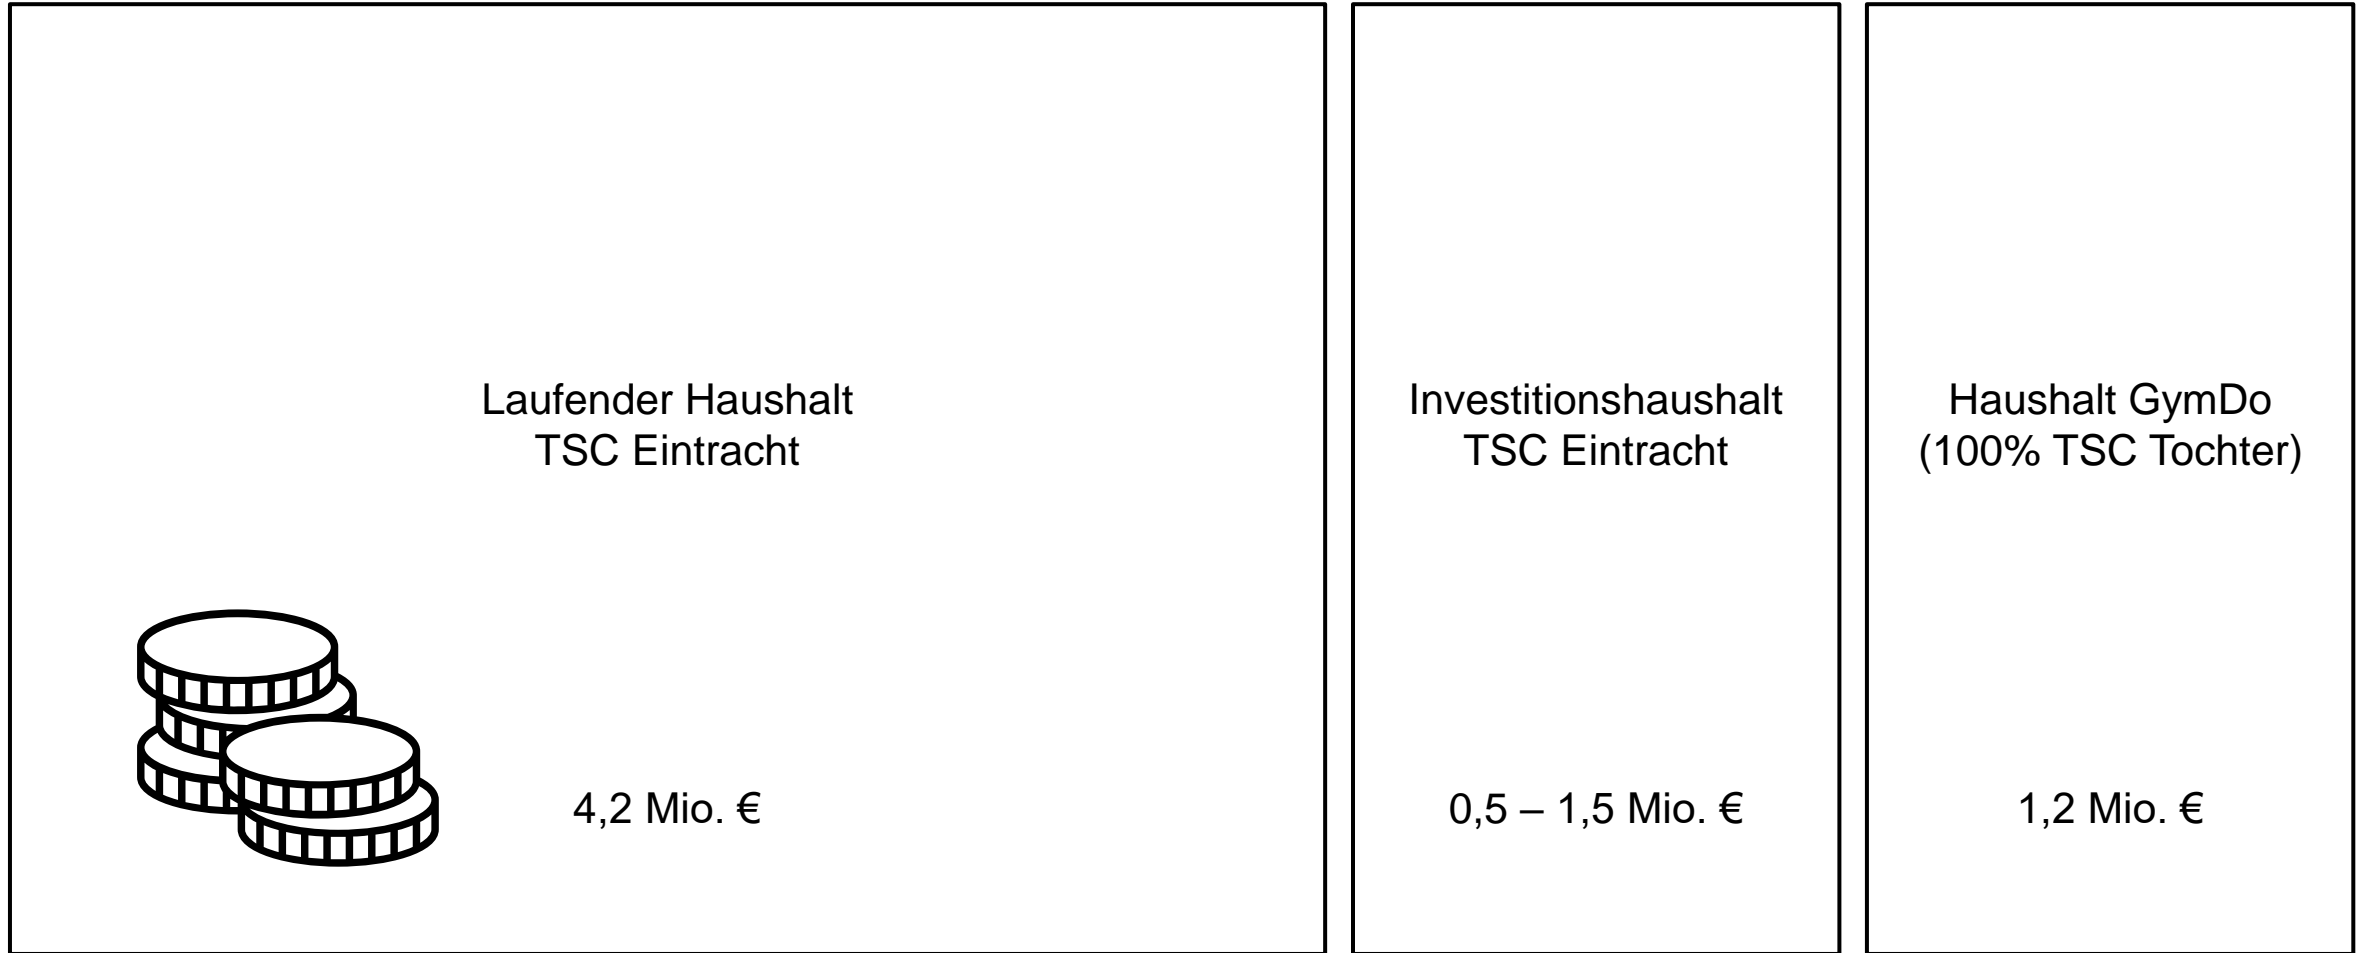 Laufender Haushalt
TSC Eintracht
4,2 Mio. €
Investitionshaushalt
TSC Eintracht
0,5 – 1,5 Mio. €
Haushalt GymDo
(100% TSC Tochter)
1,2 Mio. €